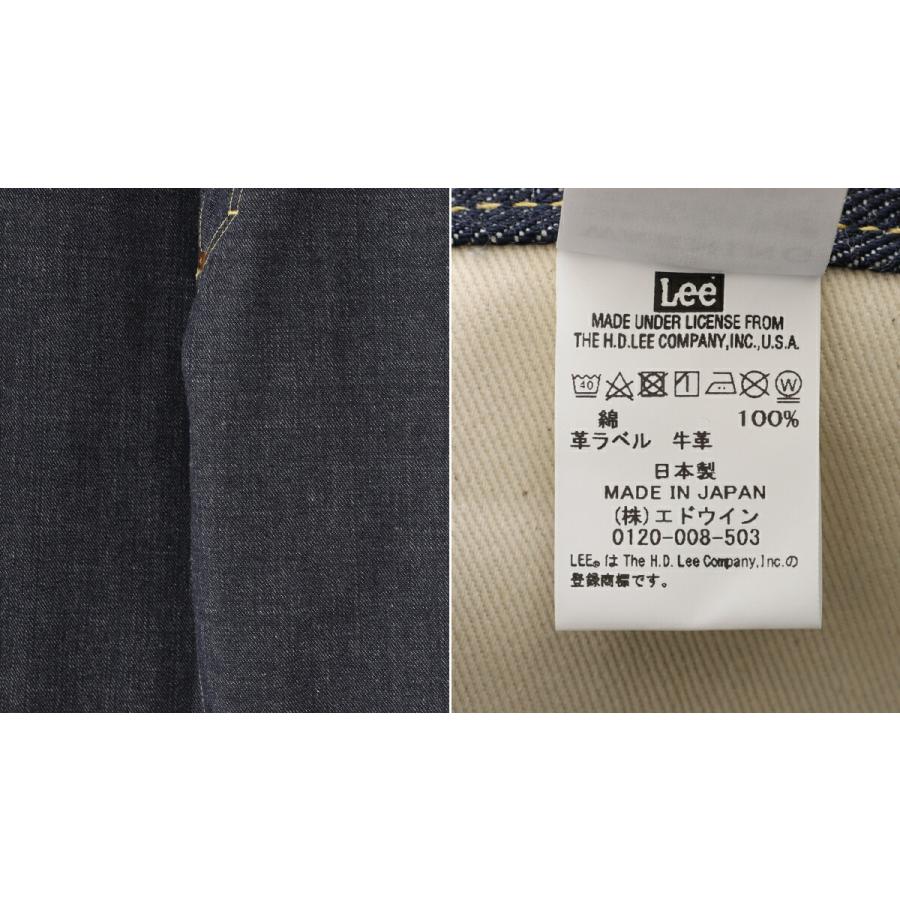 Lee
MADE UNDER LICENSE FROM
THE H.D.LEE COMPANY,INC.,U.S.A.
40 W
綿 100%
革ラベル 牛革
日本製
MADE IN JAPAN
(株)エドウイン
0120-008-503
LEE® は The H.D. Lee Company,Inc.の
登録商標です。